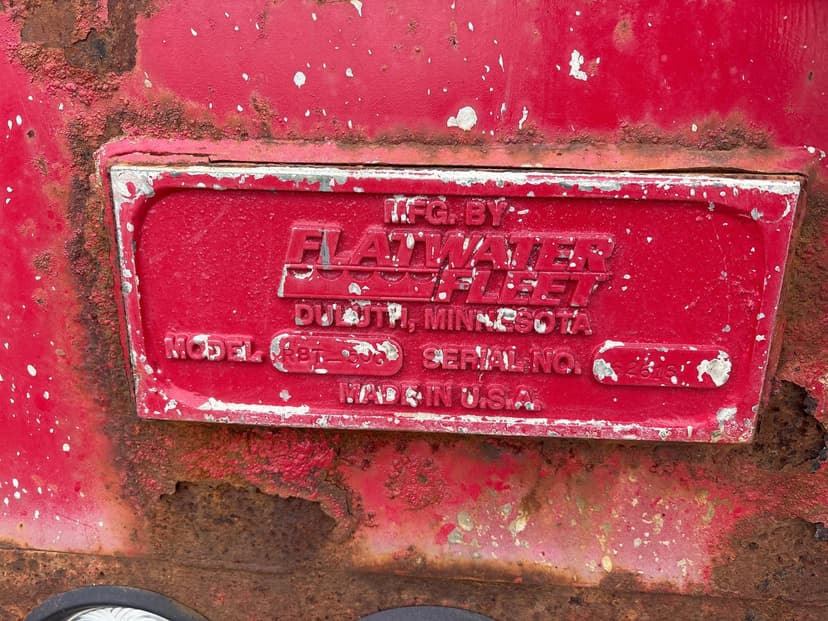 MFG. BY
FLATWATER
FLEET
DULUTH, MINNESOTA
MODEL SERIAL NO.
MADE IN U.S.A.